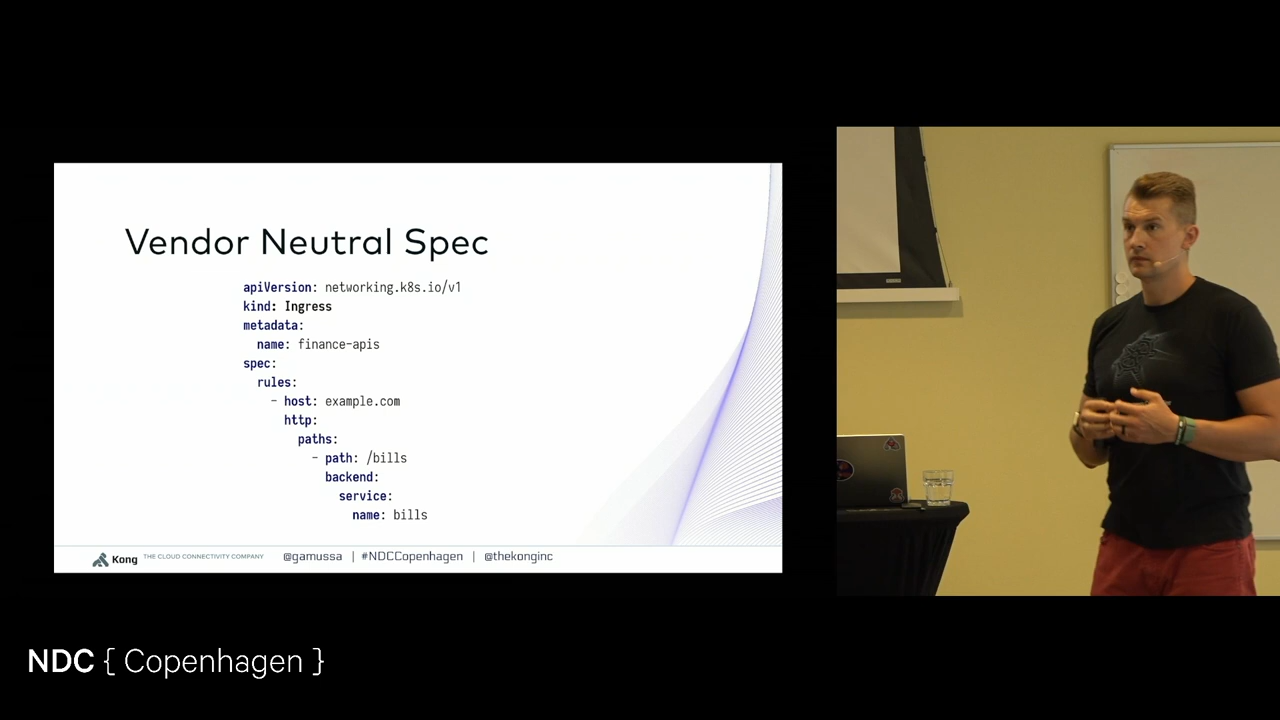 Vendor Neutral Spec
apiVersion: networking.k8s.io/v1
kind: Ingress
metadata:
name: finance-apis
spec:
rules:
- host: example.com
http:
paths:
- path: /bills
backend:
service:
name: bills
Kong THE CLOUD CONNECTIVITY COMPANY @gamussa | #NDCCopenhagen | @thekonginc
NDC { Copenhagen }